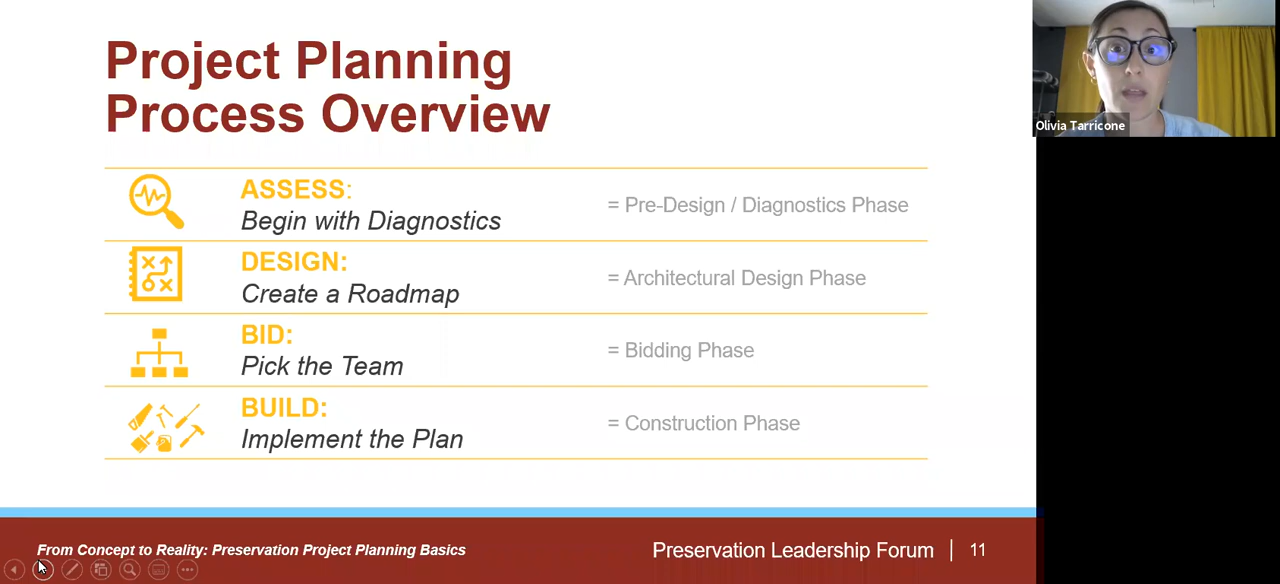 Project Planning
Process Overview
Olivia Tarricone
ASSESS:
Begin with Diagnostics
= Pre-Design / Diagnostics Phase
DESIGN:
Create a Roadmap
= Architectural Design Phase
BID:
Pick the Team
= Bidding Phase
BUILD:
Implement the Plan
= Construction Phase
From Concept to Reality: Preservation Project Planning Basics
Preservation Leadership Forum | 11